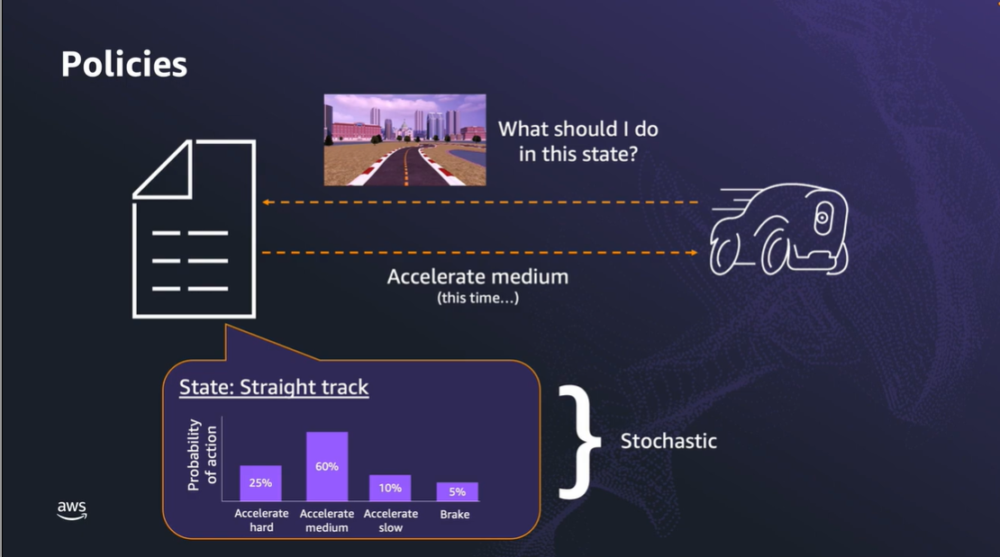 Policies
What should I do
in this state?
Accelerate medium
(this time...)
State: Straight track
Probability
of action
25%
60%
10%
5%
Accelerate
hard
Accelerate
medium
Accelerate
slow
Brake
Stochastic
aws